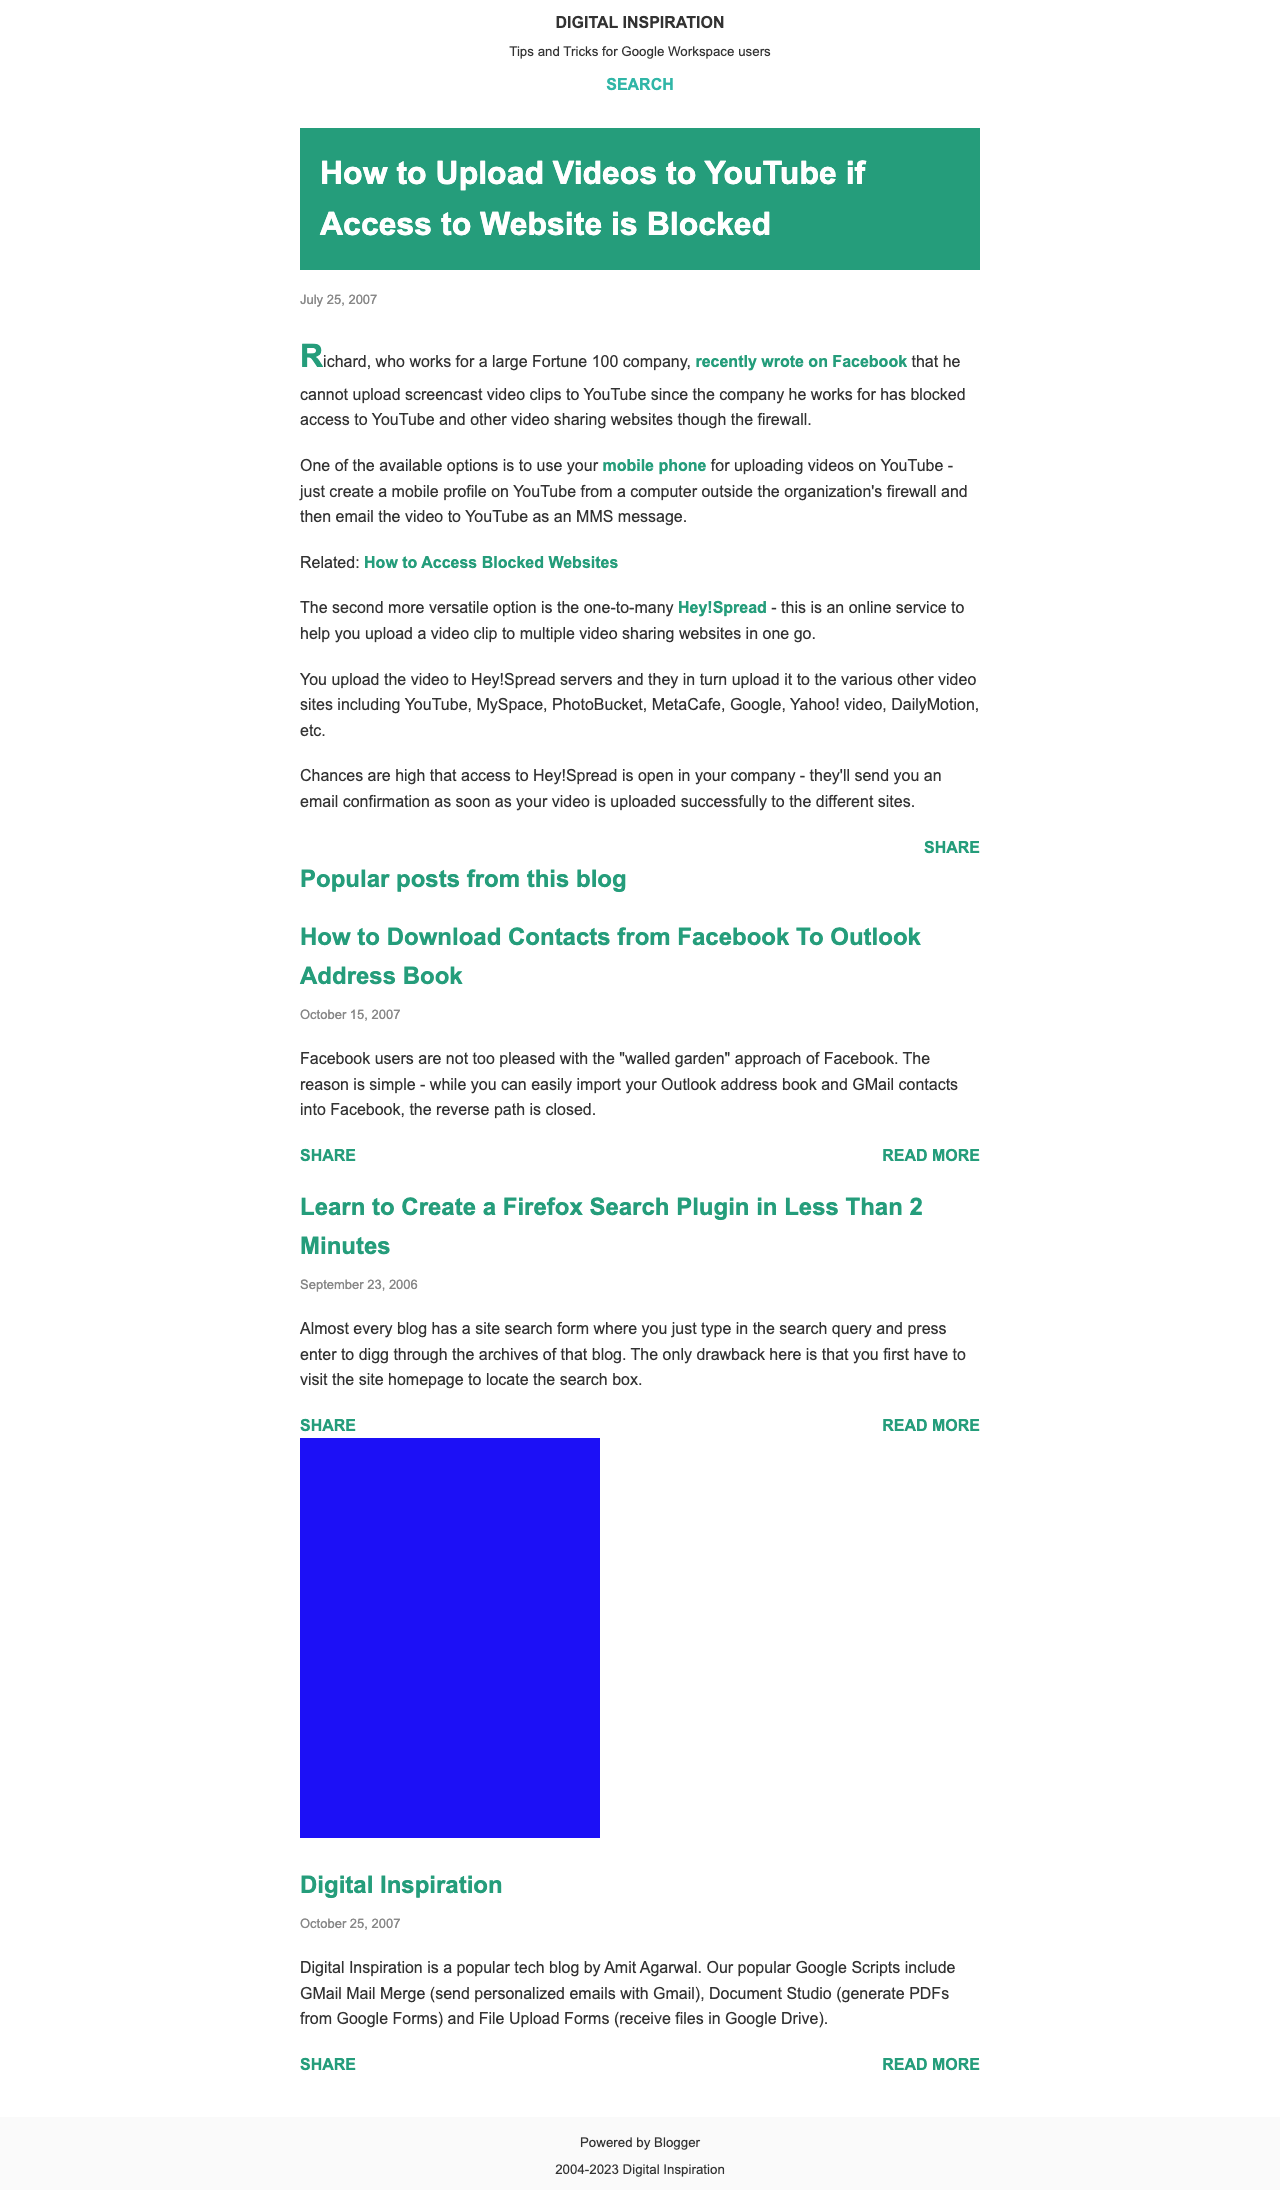 DIGITAL INSPIRATION
Tips and Tricks for Google Workspace users
SEARCH
How to Upload Videos to YouTube if
Access to Website is Blocked
July 25, 2007
Richard, who works for a large Fortune 100 company, recently wrote on Facebook that he
cannot upload screencast video clips to YouTube since the company he works for has blocked
access to YouTube and other video sharing websites though the firewall.
One of the available options is to use your mobile phone for uploading videos on YouTube -
just create a mobile profile on YouTube from a computer outside the organization's firewall and
then email the video to YouTube as an MMS message.
Related: How to Access Blocked Websites
The second more versatile option is the one-to-many Hey!Spread - this is an online service to
help you upload a video clip to multiple video sharing websites in one go.
You upload the video to Hey!Spread servers and they in turn upload it to the various other video
sites including YouTube, MySpace, PhotoBucket, MetaCafe, Google, Yahoo! video, DailyMotion,
etc.
Chances are high that access to Hey!Spread is open in your company - they'll send you an
email confirmation as soon as your video is uploaded successfully to the different sites.
SHARE
Popular posts from this blog
How to Download Contacts from Facebook To Outlook
Address Book
October 15, 2007
Facebook users are not too pleased with the "walled garden" approach of Facebook. The
reason is simple - while you can easily import your Outlook address book and GMail contacts
into Facebook, the reverse path is closed.
SHARE READ MORE
Learn to Create a Firefox Search Plugin in Less Than 2
Minutes
September 23, 2006
Almost every blog has a site search form where you just type in the search query and press
enter to digg through the archives of that blog. The only drawback here is that you first have to
visit the site homepage to locate the search box.
SHARE READ MORE
Digital Inspiration
October 25, 2007
Digital Inspiration is a popular tech blog by Amit Agarwal. Our popular Google Scripts include
GMail Mail Merge (send personalized emails with Gmail), Document Studio (generate PDFs
from Google Forms) and File Upload Forms (receive files in Google Drive).
SHARE READ MORE
Powered by Blogger
2004-2023 Digital Inspiration